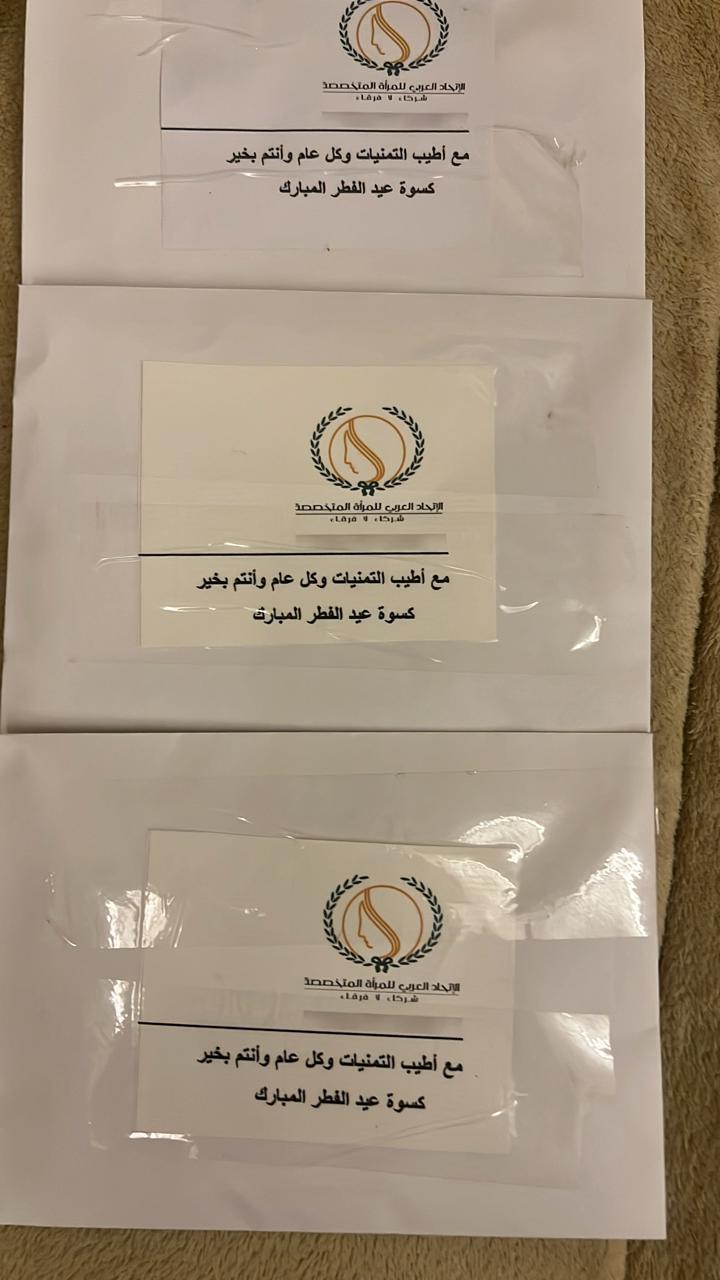 الإتحاد العربي للمرأة المتخصصة
شركاء لا فرقاء
مع أطيب التمنيات وكل عام وأنتم بخير
كسوة عيد الفطر المبارك
الإتحاد العربي للمرأة المتخصصة
شركاء لا فرقاء
مع أطيب التمنيات وكل عام وأنتم بخير
كسوة عيد الفطر المبارك
الإتحاد العربي للمرأة المتخصصة
شركاء لا فرقاء
مع أطيب التمنيات وكل عام وأنتم بخير
كسوة عيد الفطر المبارك